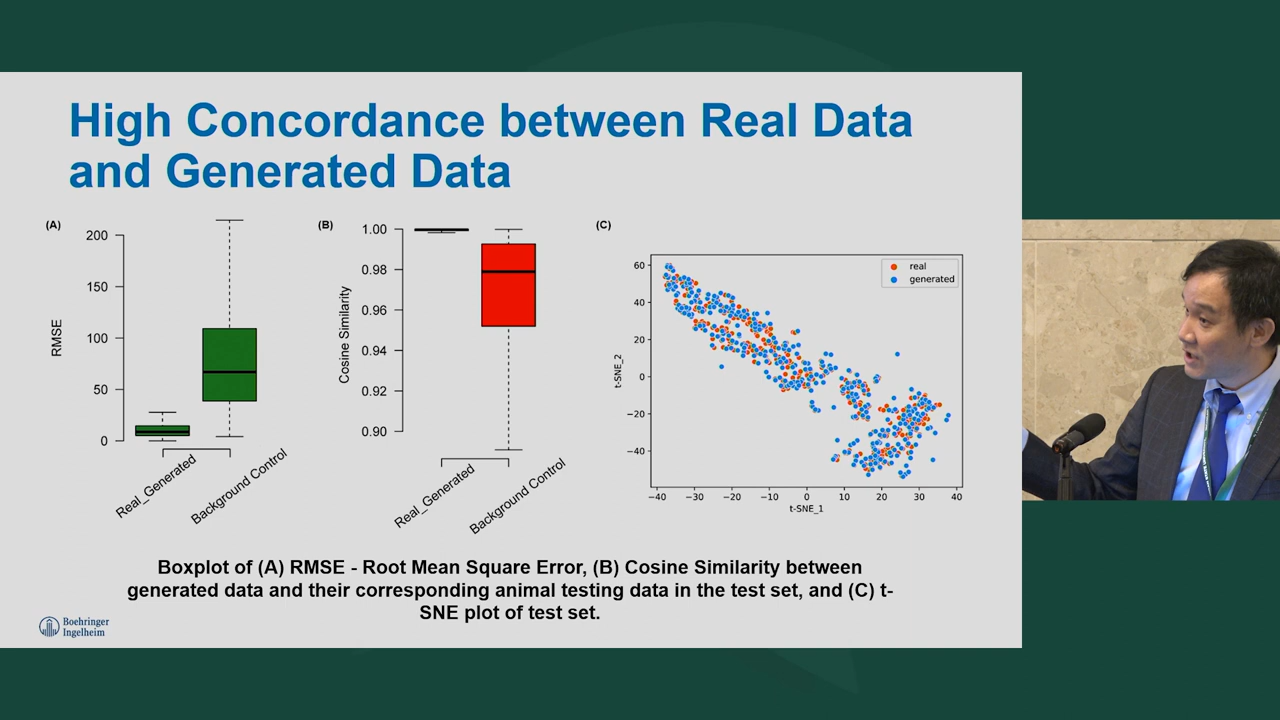 High Concordance between Real Data
and Generated Data
(A)
200
150
100
50
0
RMSE
Real_Generated
Background Control
(B)
1.00
0.98
0.96
0.94
0.92
0.90
Cosine Similarity
Real_Generated
Background Control
(C)
real
generated
60
40
20
0
−20
−40
t-SNE_2
−40 −30 −20 −10 0 10 20 30 40
t-SNE_1
Boxplot of (A) RMSE - Root Mean Square Error, (B) Cosine Similarity between
generated data and their corresponding animal testing data in the test set, and (C) t-
SNE plot of test set.
Boehringer
Ingelheim